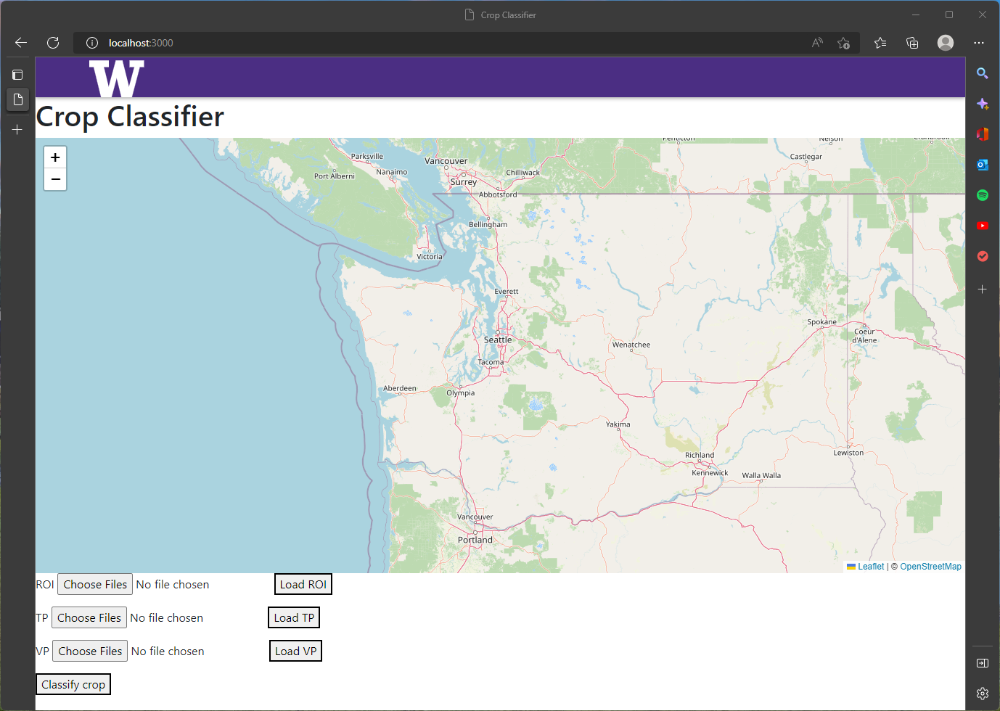 Crop Classifier
localhost:3000
W
Crop Classifier
+
−
Penticton
Nelson
Cranbrook
Parksville
Vancouver
Castlegar
Nanaimo
Port Alberni
Chilliwack
Surrey
Abbotsford
Bellingham
Victoria
Everett
Spokane
Seattle
Coeur
d'Alene
Wenatchee
Tacoma
Aberdeen
Olympia
Yakima
Richland
Lewiston
Kennewick
Walla Walla
Vancouver
Portland
Leaflet | © OpenStreetMap
ROI Choose Files No file chosen Load ROI
TP Choose Files No file chosen Load TP
VP Choose Files No file chosen Load VP
Classify crop